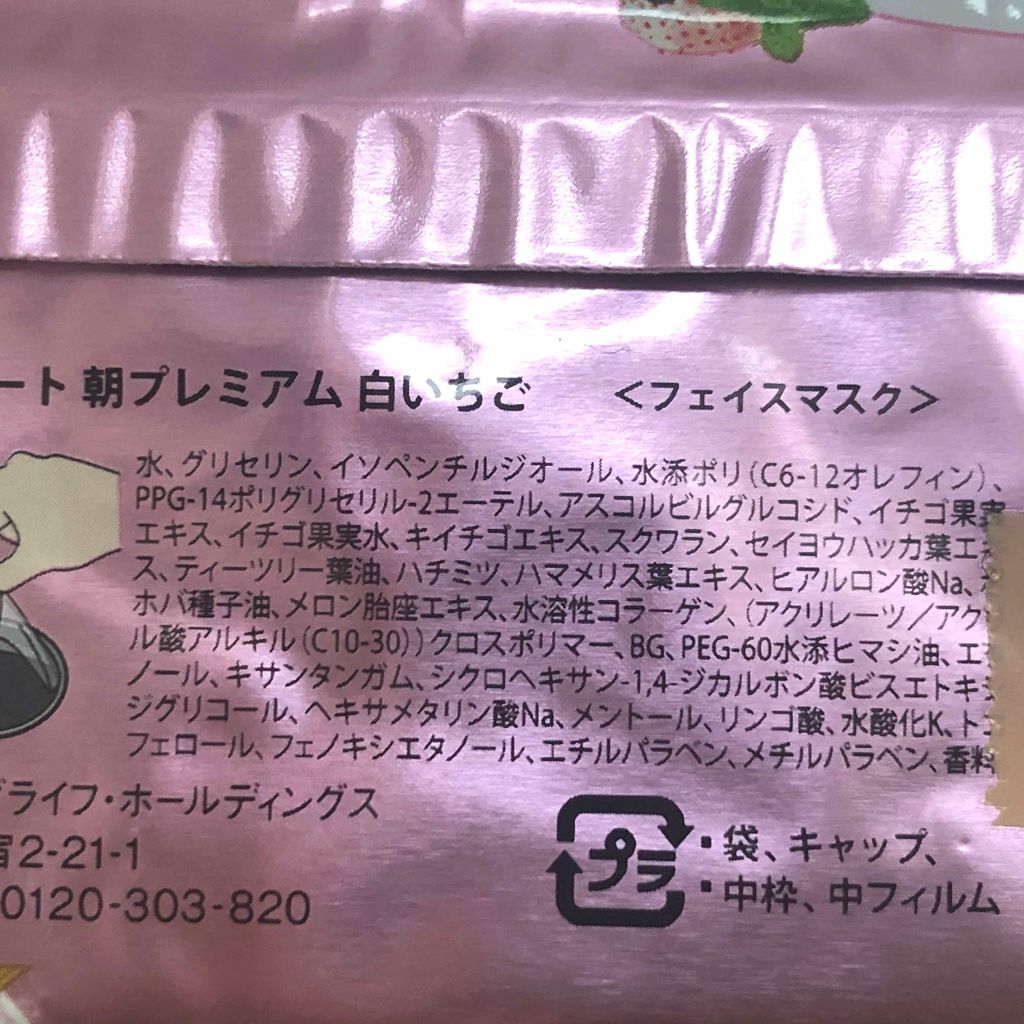 ート 朝プレミアム 白いちご <フェイスマスク>
水、グリセリン、イソペンチルジオール、水添ポリ(C6-12オレフィン)、
PPG-14ポリグリセリル-2エーテル、アスコルビルグルコシド、イチゴ果実
エキス、イチゴ果実水、キイチゴエキス、スクワラン、セイヨウハッカ葉エ
ス、ティーツリー葉油、ハチミツ、ハマメリス葉エキス、ヒアルロン酸Na、
ホバ種子油、メロン胎座エキス、水溶性コラーゲン、(アクリレーツ/アク
ル酸アルキル(C10-30))クロスポリマー、BG、PEG-60水添ヒマシ油、エ
ノール、キサンタンガム、シクロヘキサン-1,4-ジカルボン酸ビスエトキ
ジグリコール、ヘキサメタリン酸Na、メントール、リンゴ酸、水酸化K、ト
フェロール、フェノキシエタノール、エチルパラベン、メチルパラベン、香料
ライフ・ホールディングス
2-21-1
0120-303-820
プラ
・袋、キャップ、
・中枠、中フィルム